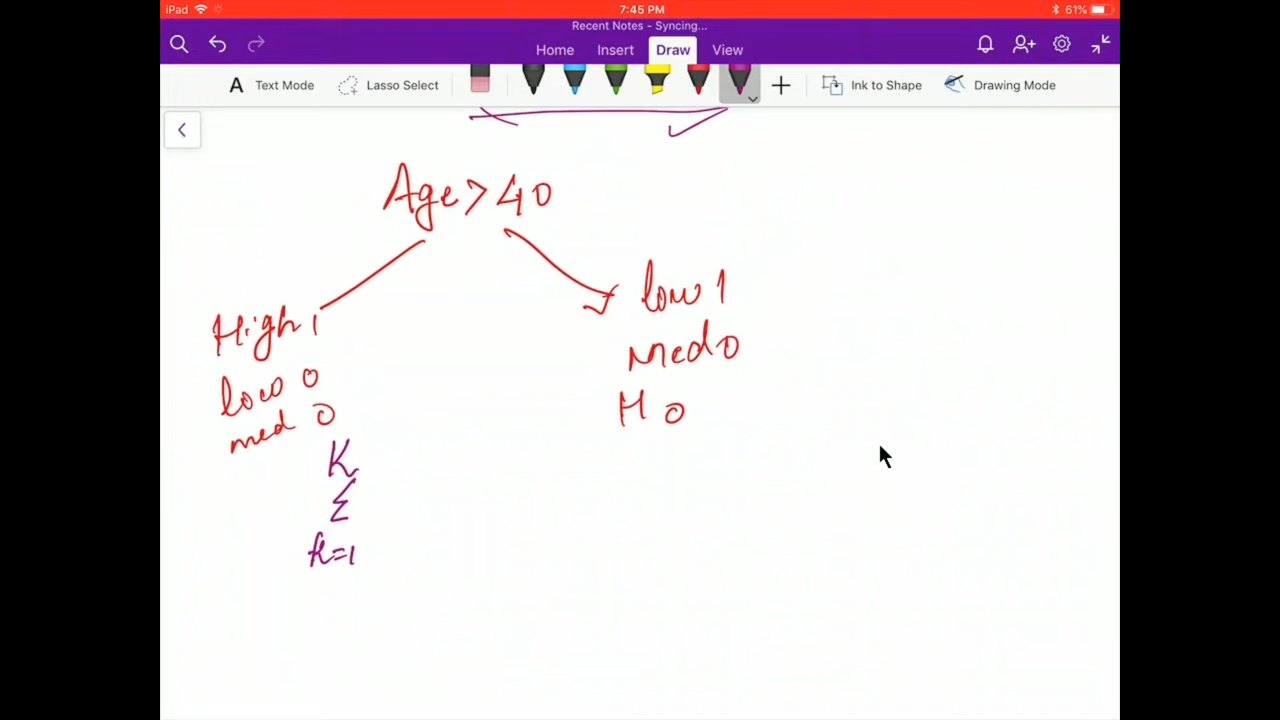 iPad 7:45 PM 61%
Recent Notes - Syncing...
Home Insert Draw View
A Text Mode Lasso Select Ink to Shape Drawing Mode
Age > 40
High 1
low 0
med 0
low 1
Med 0
H 0
K
Σ
k=1